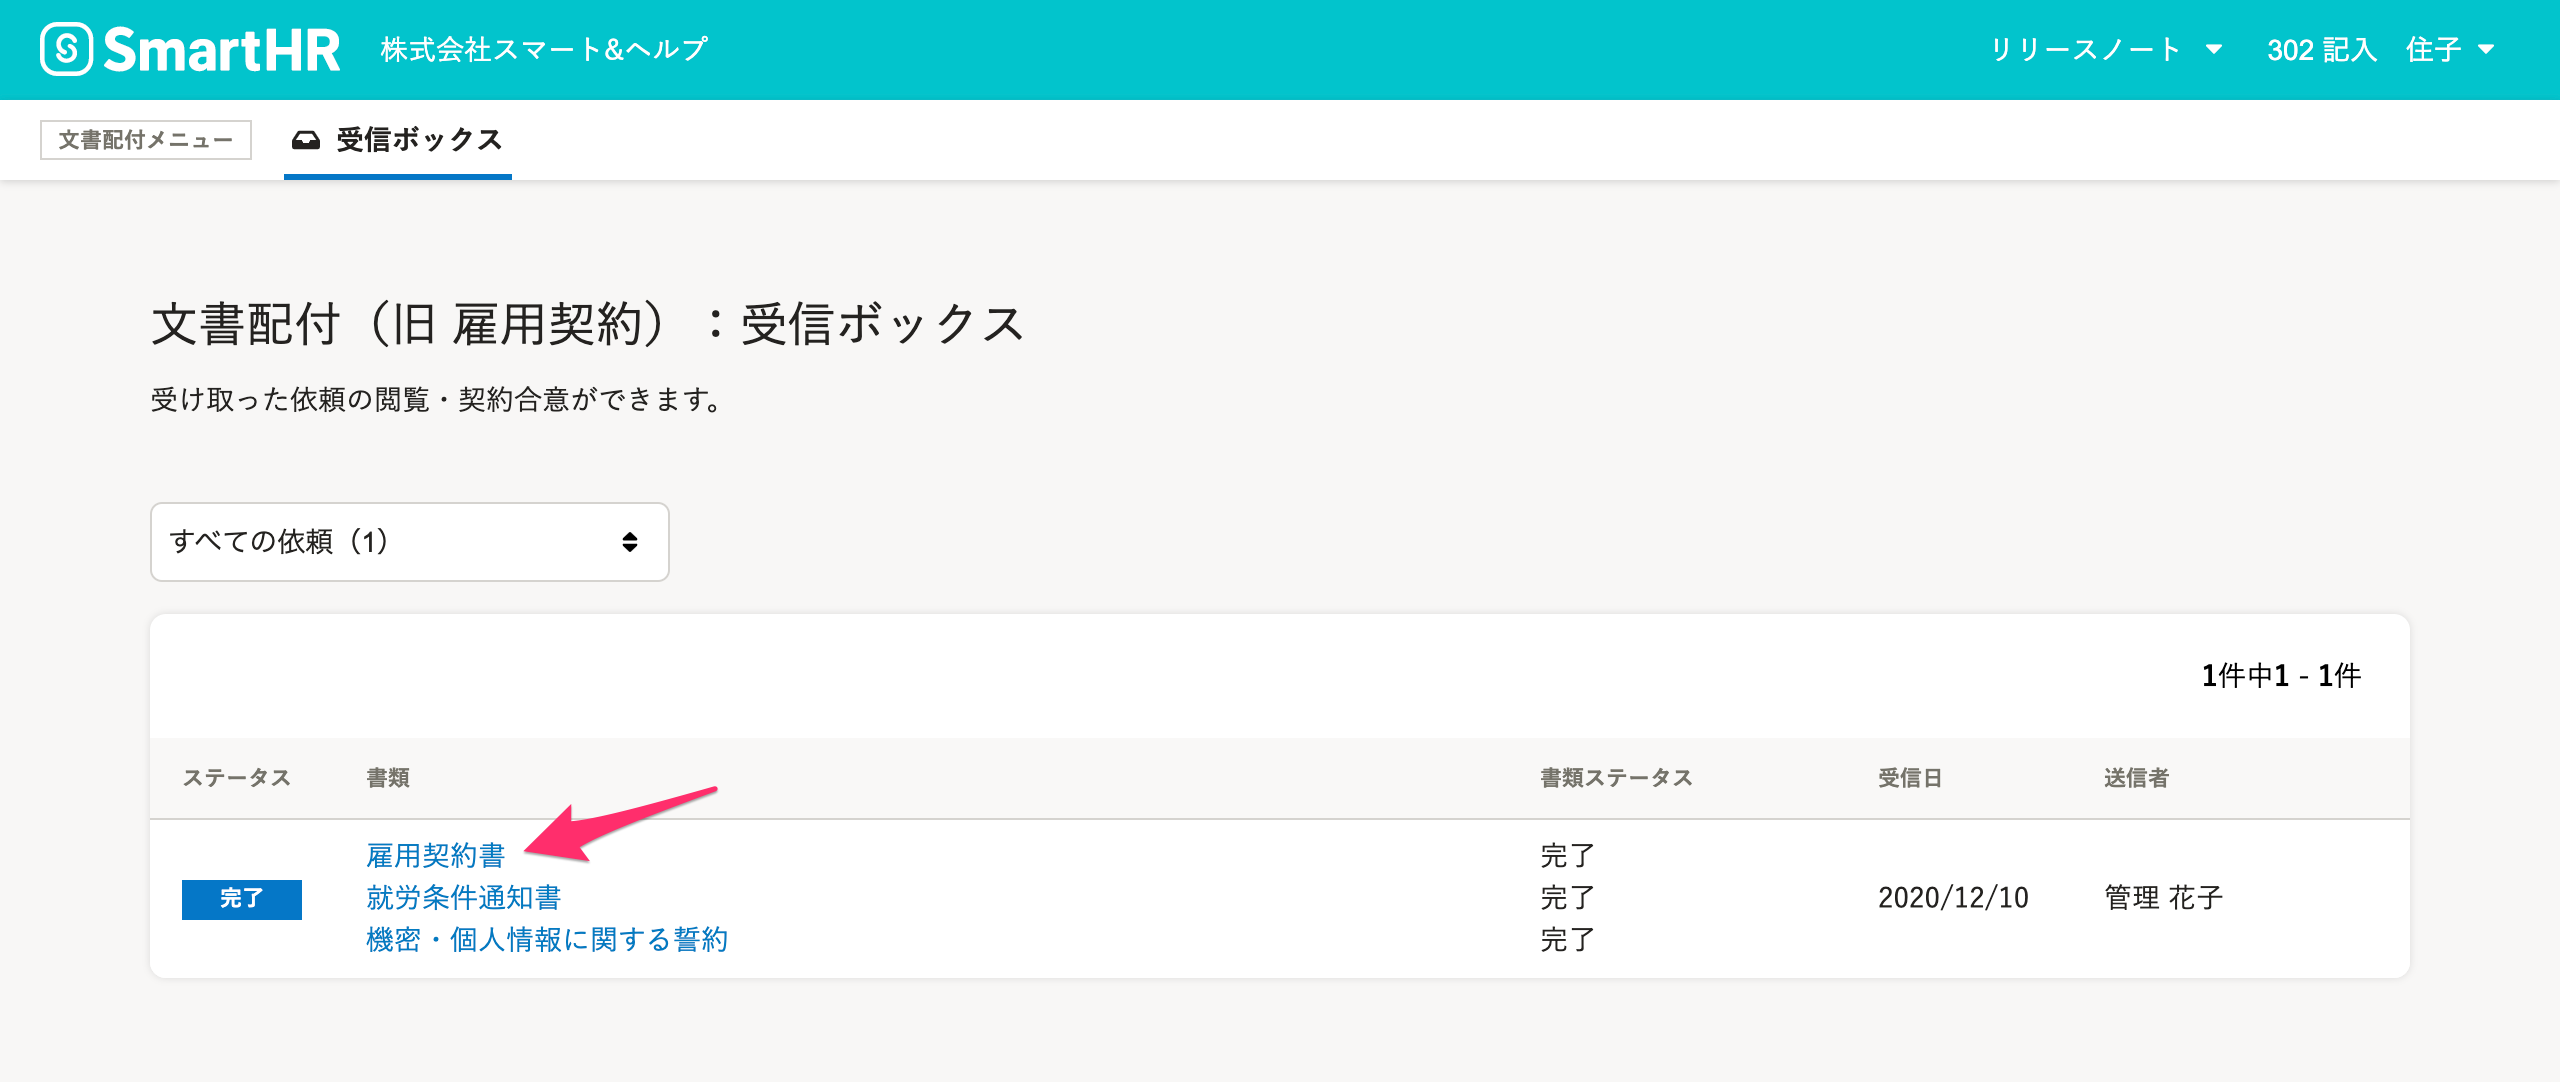 SmartHR 株式会社スマート&ヘルプ リリースノート 302 記入 住子
文書配付メニュー 受信ボックス
文書配付（旧 雇用契約）：受信ボックス
受け取った依頼の閲覧・契約合意ができます。
すべての依頼（1）
1件中1 - 1件
ステータス 書類 書類ステータス 受信日 送信者
雇用契約書 完了
完了 就労条件通知書 完了 2020/12/10 管理 花子
機密・個人情報に関する誓約 完了